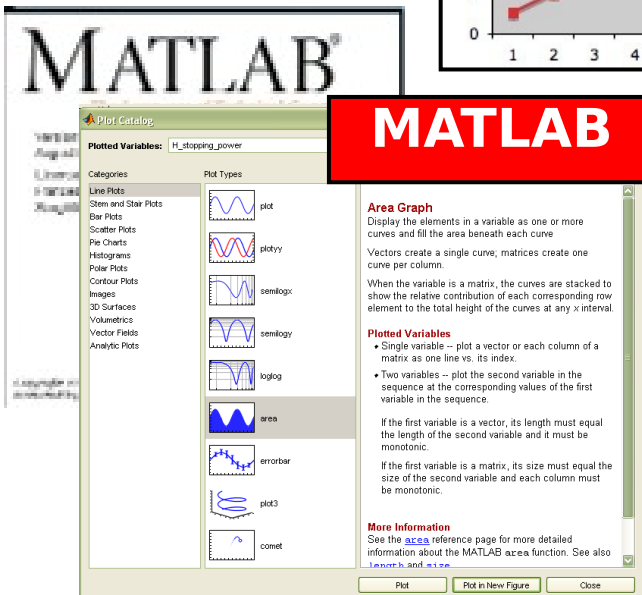 0
1 2 3 4
MATLAB®
MATLAB
Plot Catalog
Plotted Variables: H_stopping_power
Categories
Line Plots
Stem and Stair Plots
Bar Plots
Scatter Plots
Pie Charts
Histograms
Polar Plots
Contour Plots
Images
3D Surfaces
Volumetrics
Vector Fields
Analytic Plots
Plot Types
plot
plotyy
semilogx
semilogy
loglog
area
errorbar
plot3
comet
Area Graph
Display the elements in a variable as one or more
curves and fill the area beneath each curve
Vectors create a single curve; matrices create one
curve per column.
When the variable is a matrix, the curves are stacked to
show the relative contribution of each corresponding row
element to the total height of the curves at any x interval.
Plotted Variables
Single variable -- plot a vector or each column of a
matrix as one line vs. its index.
Two variables -- plot the second variable in the
sequence at the corresponding values of the first
variable in the sequence.
If the first variable is a vector, its length must equal
the length of the second variable and it must be
monotonic.
If the first variable is a matrix, its size must equal the
size of the second variable and each column must
be monotonic.
More Information
See the area reference page for more detailed
information about the MATLAB area function. See also
length and size
Plot
Plot in New Figure
Close